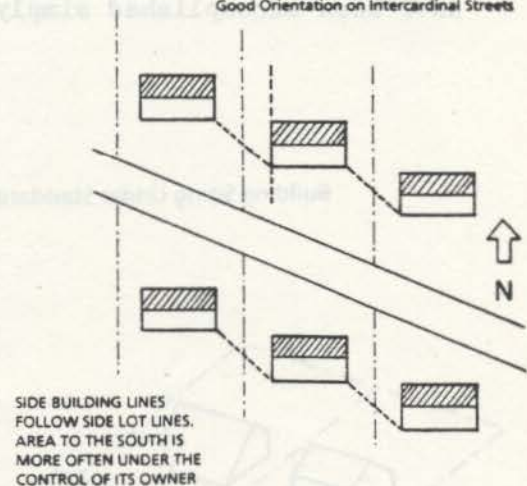 Good Orientation on Intercardinal Streets
N
SIDE BUILDING LINES
FOLLOW SIDE LOT LINES.
AREA TO THE SOUTH IS
MORE OFTEN UNDER THE
CONTROL OF ITS OWNER